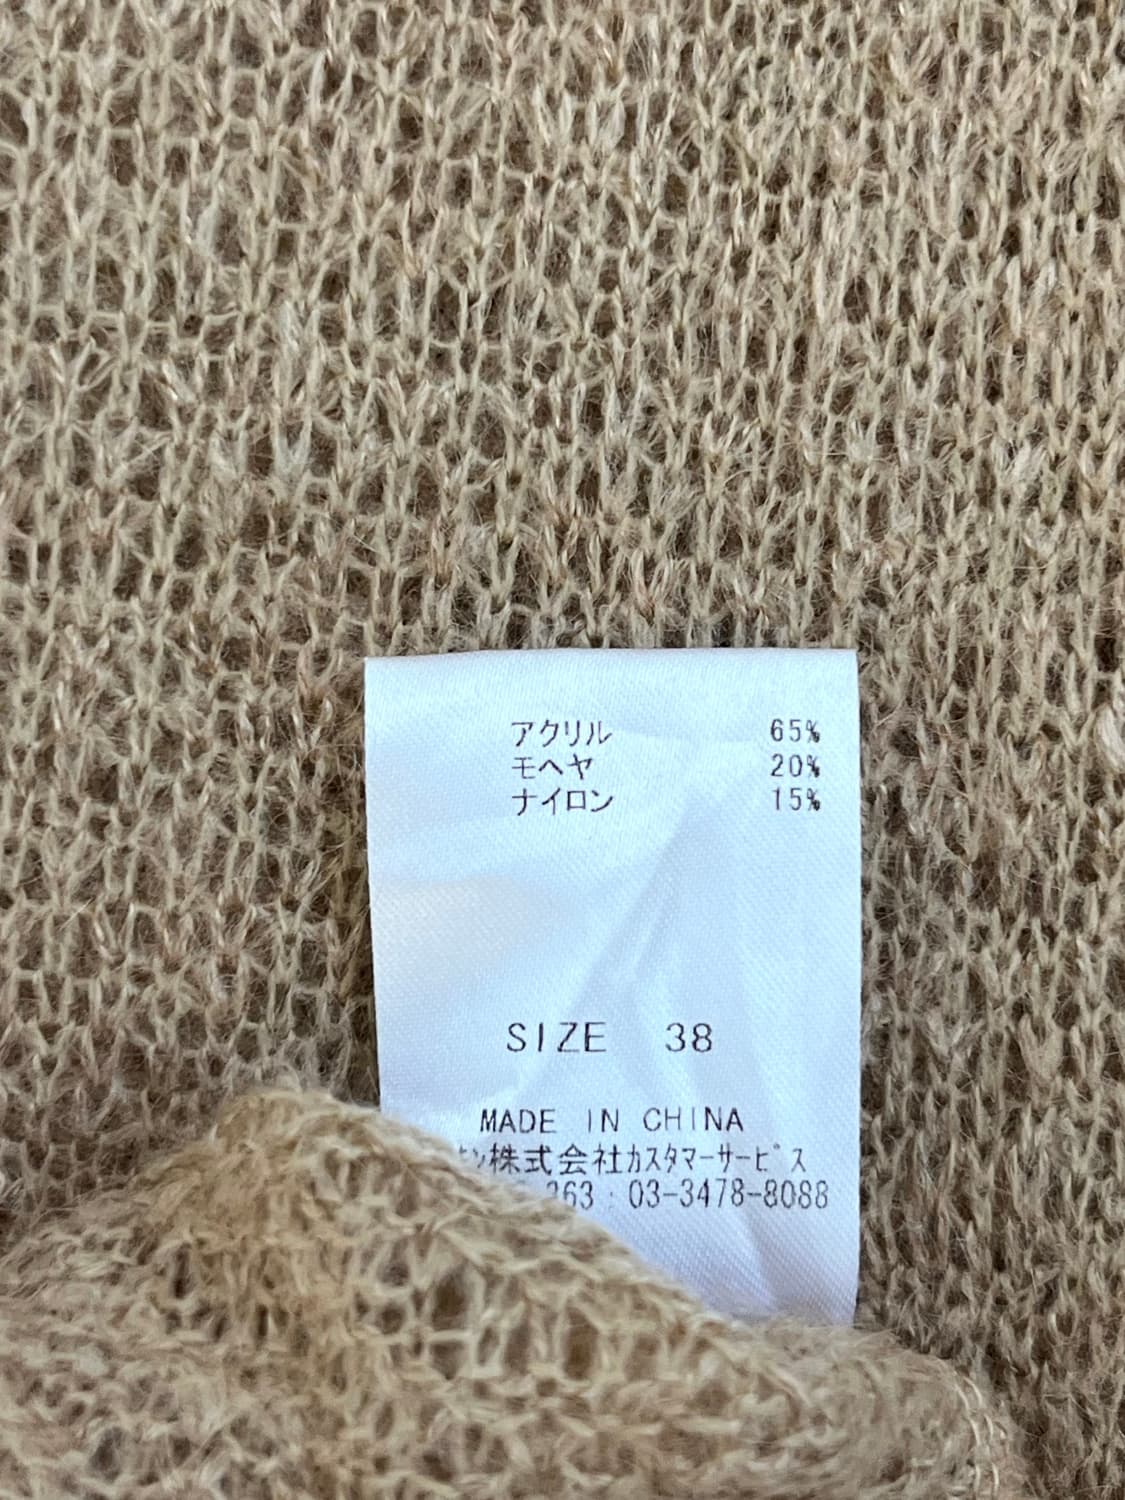 アクリル 65%
モヘヤ 20%
ナイロン 15%
SIZE 38
MADE IN CHINA
株式会社ｶｽﾀﾏｰｻｰﾋﾞｽ
363 : 03-3478-8088